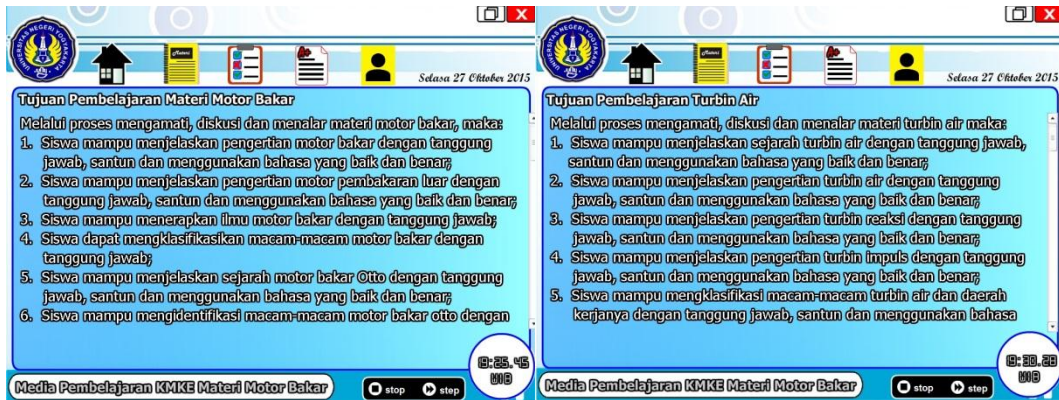 UNIVERSITAS NEGERI YOGYAKARTA
Materi
A+
Selasa 27 Oktober 2015
Tujuan Pembelajaran Materi Motor Bakar
Melalui proses mengamati, diskusi dan menalar materi motor bakar, maka:
1. Siswa mampu menjelaskan pengertian motor bakar dengan tanggung
jawab, santun dan menggunakan bahasa yang baik dan benar;
2. Siswa mampu menjelaskan pengertian motor pembakaran luar dengan
tanggung jawab, santun dan menggunakan bahasa yang baik dan benar;
3. Siswa mampu menerapkan ilmu motor bakar dengan tanggung jawab;
4. Siswa dapat mengklasifikasikan macam-macam motor bakar dengan
tanggung jawab;
5. Siswa mampu menjelaskan sejarah motor bakar Otto dengan tanggung
jawab, santun dan menggunakan bahasa yang baik dan benar;
6. Siswa mampu mengidentifikasi macam-macam motor bakar otto dengan
19:25.45
WIB
Media Pembelajaran KMKE Materi Motor Bakar
stop
step
UNIVERSITAS NEGERI YOGYAKARTA
Materi
A+
Selasa 27 Oktober 2015
Tujuan Pembelajaran Turbin Air
Melalui proses mengamati, diskusi dan menalar materi turbin air maka:
1. Siswa mampu menjelaskan sejarah turbin air dengan tanggung jawab,
santun dan menggunakan bahasa yang baik dan benar;
2. Siswa mampu menjelaskan pengertian turbin air dengan tanggung
jawab, santun dan menggunakan bahasa yang baik dan benar;
3. Siswa mampu menjelaskan pengertian turbin reaksi dengan tanggung
jawab, santun dan menggunakan bahasa yang baik dan benar;
4. Siswa mampu menjelaskan pengertian turbin impuls dengan tanggung
jawab, santun dan menggunakan bahasa yang baik dan benar;
5. Siswa mampu mengklasifikasi macam-macam turbin air dan daerah
kerjanya dengan tanggung jawab, santun dan menggunakan bahasa
19:30.28
WIB
Media Pembelajaran KMKE Materi Motor Bakar
stop
step